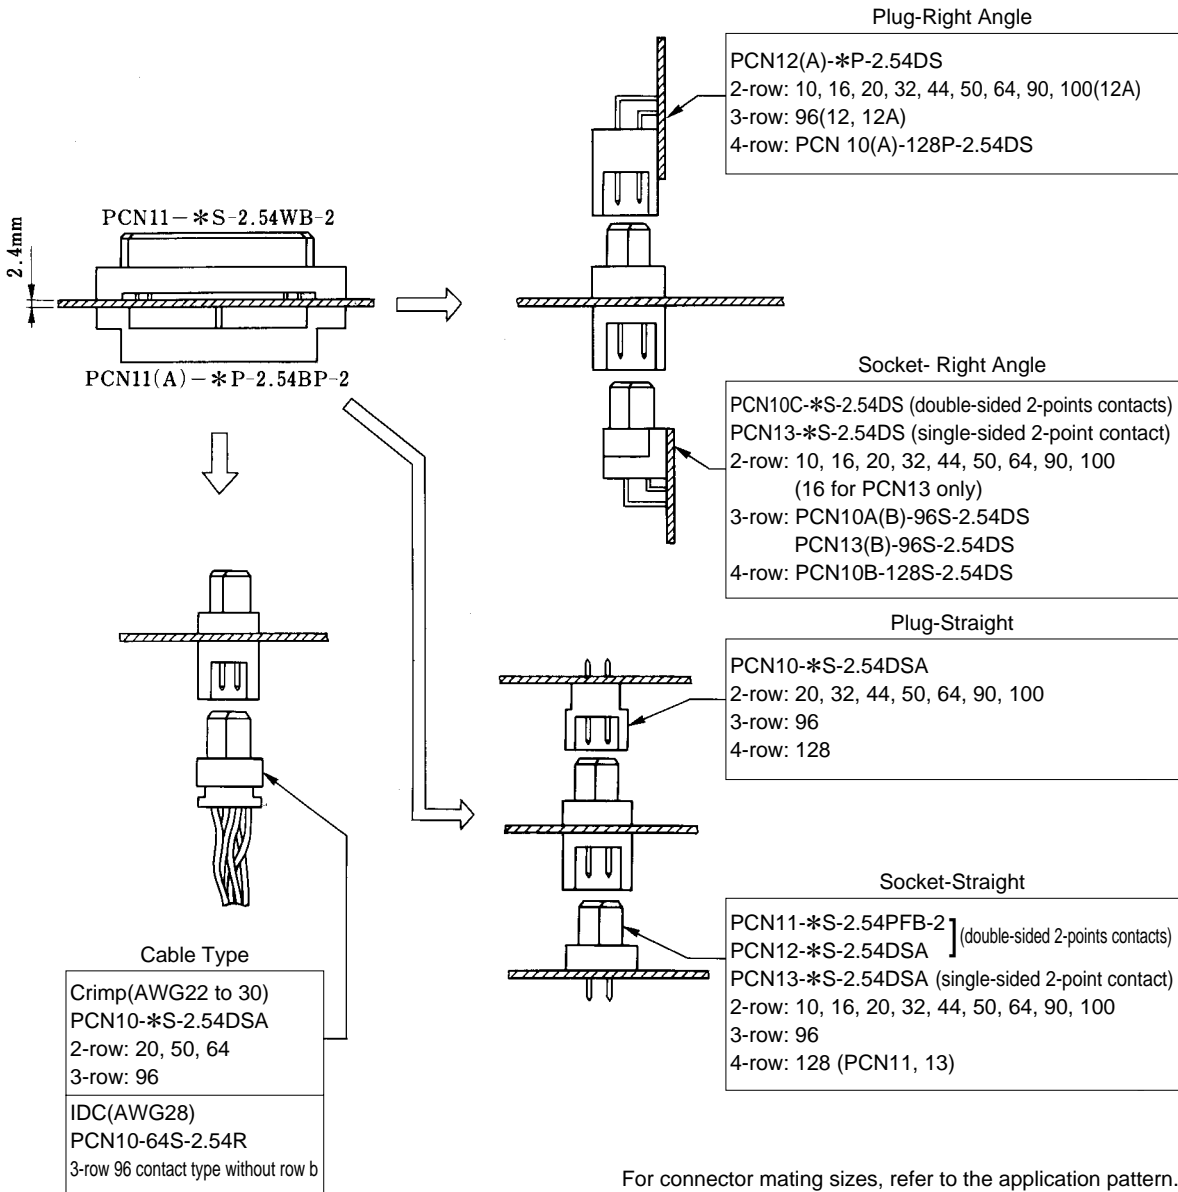 Plug-Right Angle
PCN12(A)-*P-2.54DS
2-row: 10, 16, 20, 32, 44, 50, 64, 90, 100(12A)
3-row: 96(12, 12A)
4-row: PCN 10(A)-128P-2.54DS
PCN11-*S-2.54WB-2
2.4mm
PCN11(A)-*P-2.54BP-2
Socket- Right Angle
PCN10C-*S-2.54DS (double-sided 2-points contacts)
PCN13-*S-2.54DS (single-sided 2-point contact)
2-row: 10, 16, 20, 32, 44, 50, 64, 90, 100
(16 for PCN13 only)
3-row: PCN10A(B)-96S-2.54DS
PCN13(B)-96S-2.54DS
4-row: PCN10B-128S-2.54DS
Plug-Straight
PCN10-*S-2.54DSA
2-row: 20, 32, 44, 50, 64, 90, 100
3-row: 96
4-row: 128
Socket-Straight
PCN11-*S-2.54PFB-2
PCN12-*S-2.54DSA ] (double-sided 2-points contacts)
PCN13-*S-2.54DSA (single-sided 2-point contact)
2-row: 10, 16, 20, 32, 44, 50, 64, 90, 100
3-row: 96
4-row: 128 (PCN11, 13)
Cable Type
Crimp(AWG22 to 30)
PCN10-*S-2.54DSA
2-row: 20, 50, 64
3-row: 96
IDC(AWG28)
PCN10-64S-2.54R
3-row 96 contact type without row b
For connector mating sizes, refer to the application pattern.